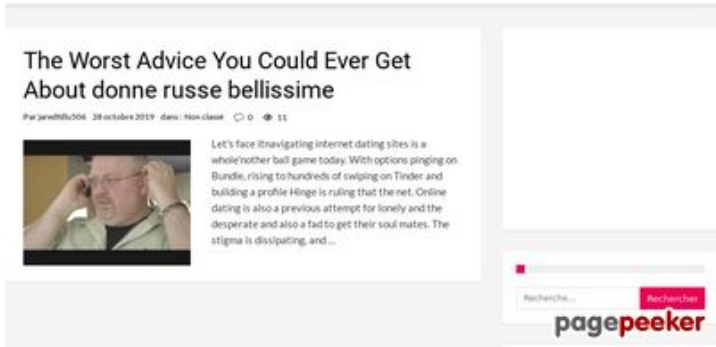 The Worst Advice You Could Ever Get
About donne russe bellissime
28 octobre 2019 dans : Non classé 0 11
Let's face itnavigating internet dating sites is a
whole'nother ball game today. With options pinging on
Bundle, rising to hundreds of swiping on Tinder and
building a profile Hinge is ruling that the net. Online
dating is also a previous attempt for lonely and the
desperate and also a fad to get their soul mates. The
stigma is dissipating, and ...
Recherche ...
Rechercher
pagepeeker